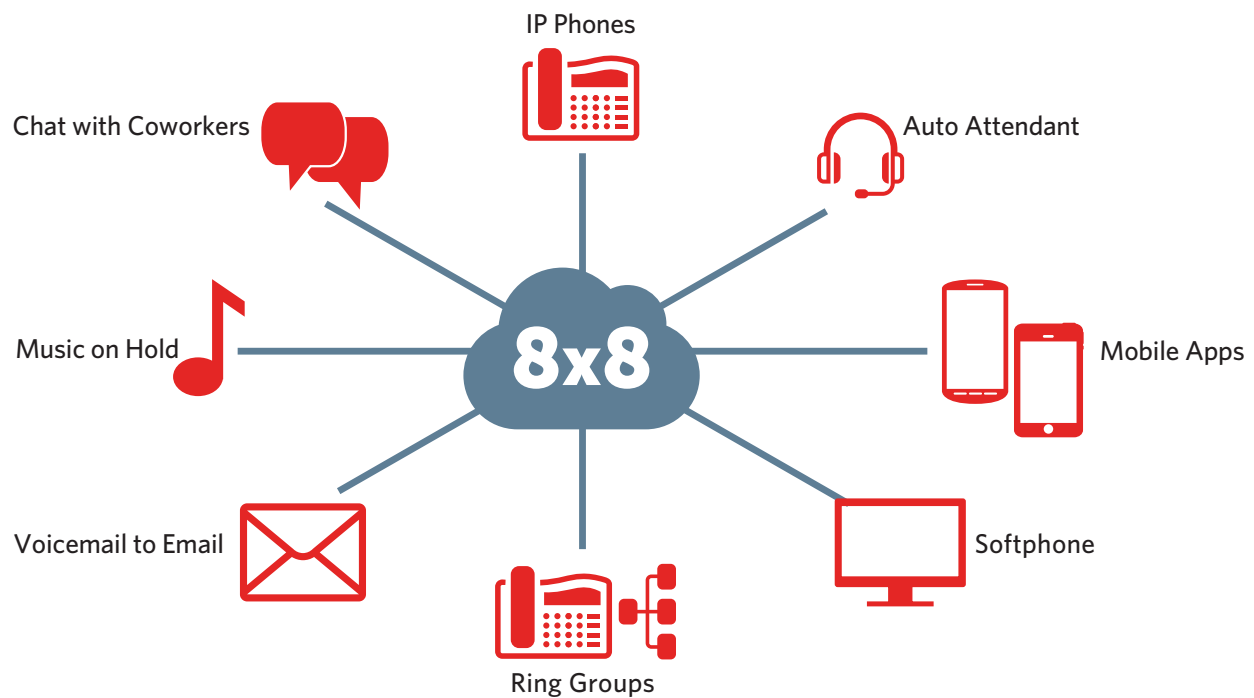 IP Phones
Chat with Coworkers
Auto Attendant
8x8
Music on Hold
Mobile Apps
Voicemail to Email
Softphone
Ring Groups